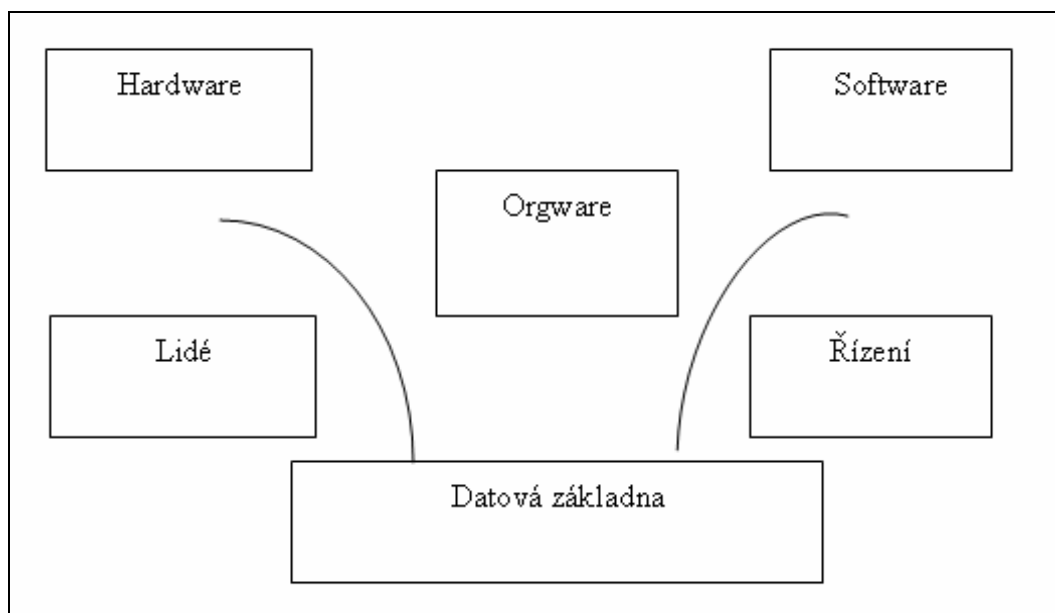 Hardware
Software
Orgware
Lidé
Řízení
Datová základna